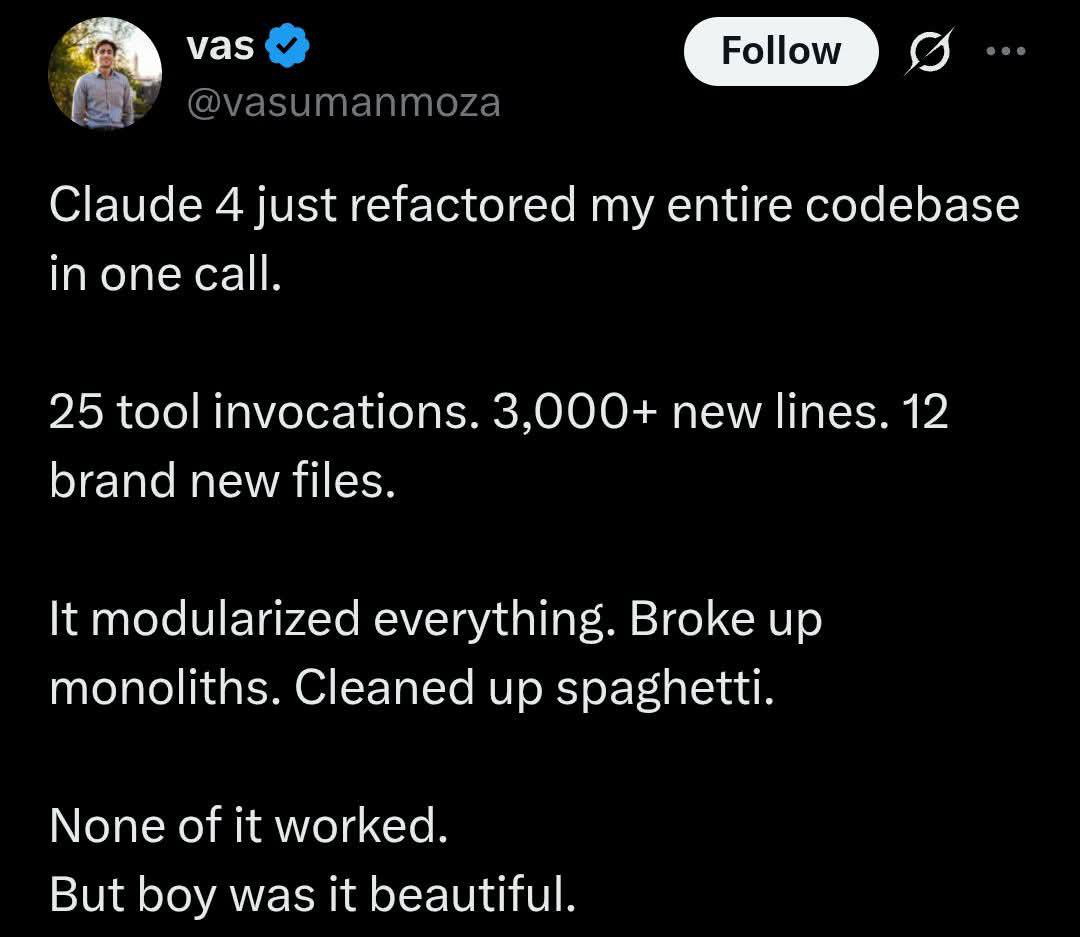 vas
Follow
@vasumanmoza
Claude 4 just refactored my entire codebase
in one call.
25 tool invocations. 3,000+ new lines. 12
brand new files.
It modularized everything. Broke up
monoliths. Cleaned up spaghetti.
None of it worked.
But boy was it beautiful.